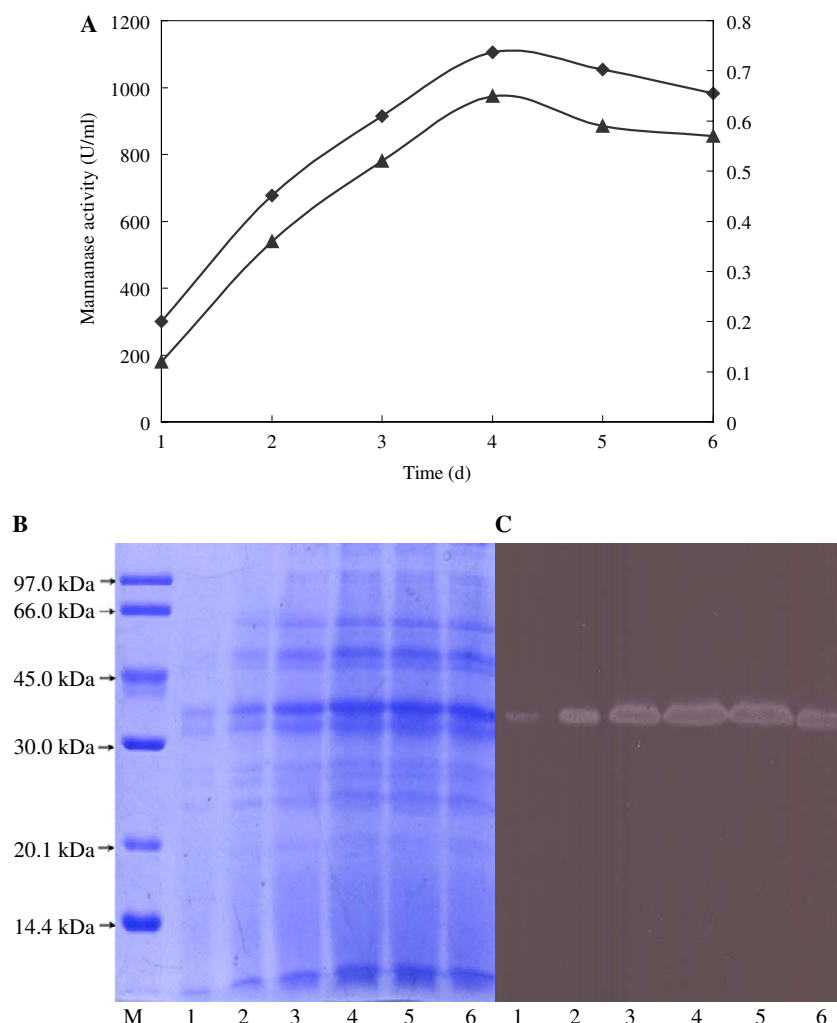 A
1200
1000
800
600
400
200
0
Mannanase activity (U/ml)
0.8
0.7
0.6
0.5
0.4
0.3
0.2
0.1
0
1 2 3 4 5 6
Time (d)
B
C
97.0 kDa
66.0 kDa
45.0 kDa
30.0 kDa
20.1 kDa
14.4 kDa
M 1 2 3 4 5 6
1 2 3 4 5 6